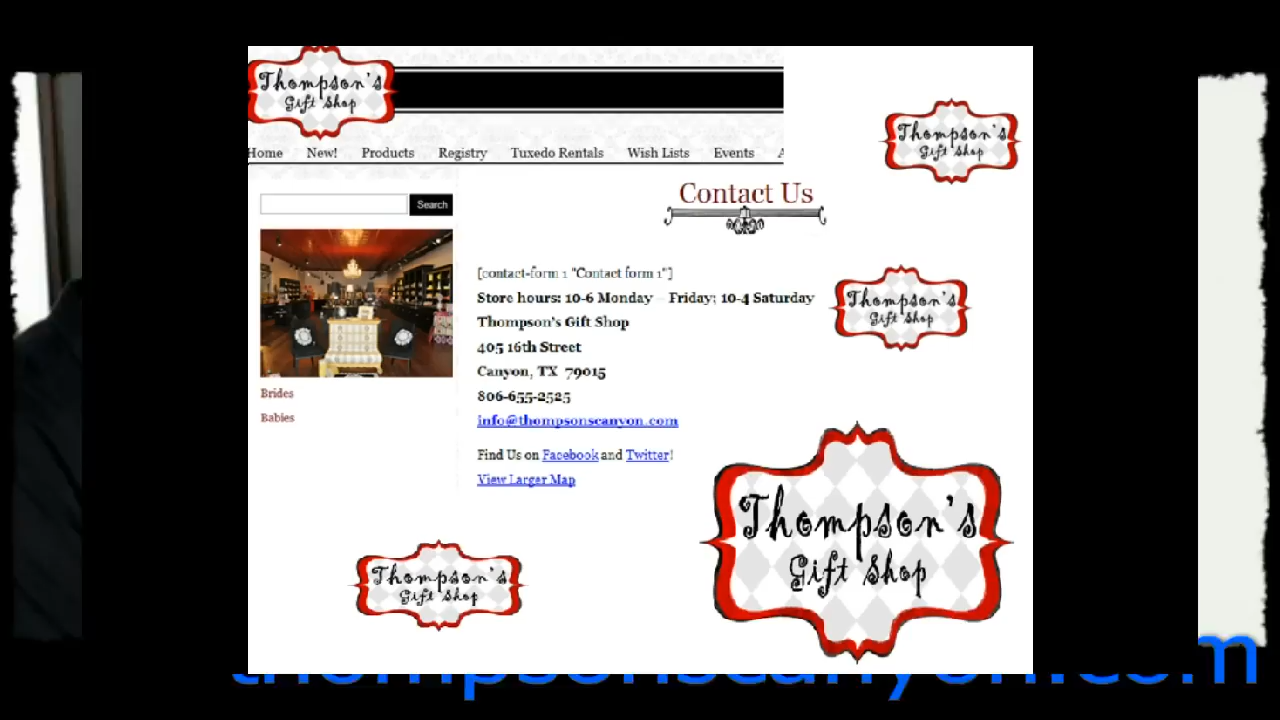 Thompson's
Gift Shop
Home New! Products Registry Tuxedo Rentals Wish Lists Events
Thompson's
Gift Shop
Contact Us
Search
[contact-form 1 "Contact form 1"]
Store hours: 10-6 Monday – Friday; 10-4 Saturday
Thompson's Gift Shop
405 16th Street
Canyon, TX 79015
806-655-2525
info@thompsonscanyon.com
Find Us on Facebook and Twitter!
View Larger Map
Brides
Babies
Thompson's
Gift Shop
Thompson's
Gift Shop
Thompson's
Gift Shop
thompsonscanyon.com